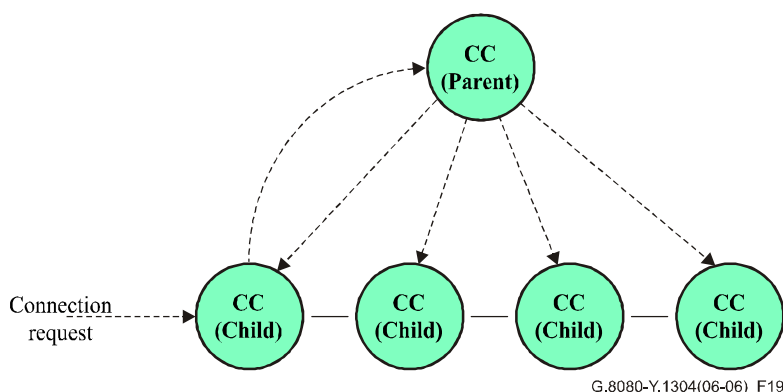 CC
(Parent)
Connection
request
CC
(Child)
CC
(Child)
CC
(Child)
CC
(Child)
G.8080-Y.1304(06-06)_F19